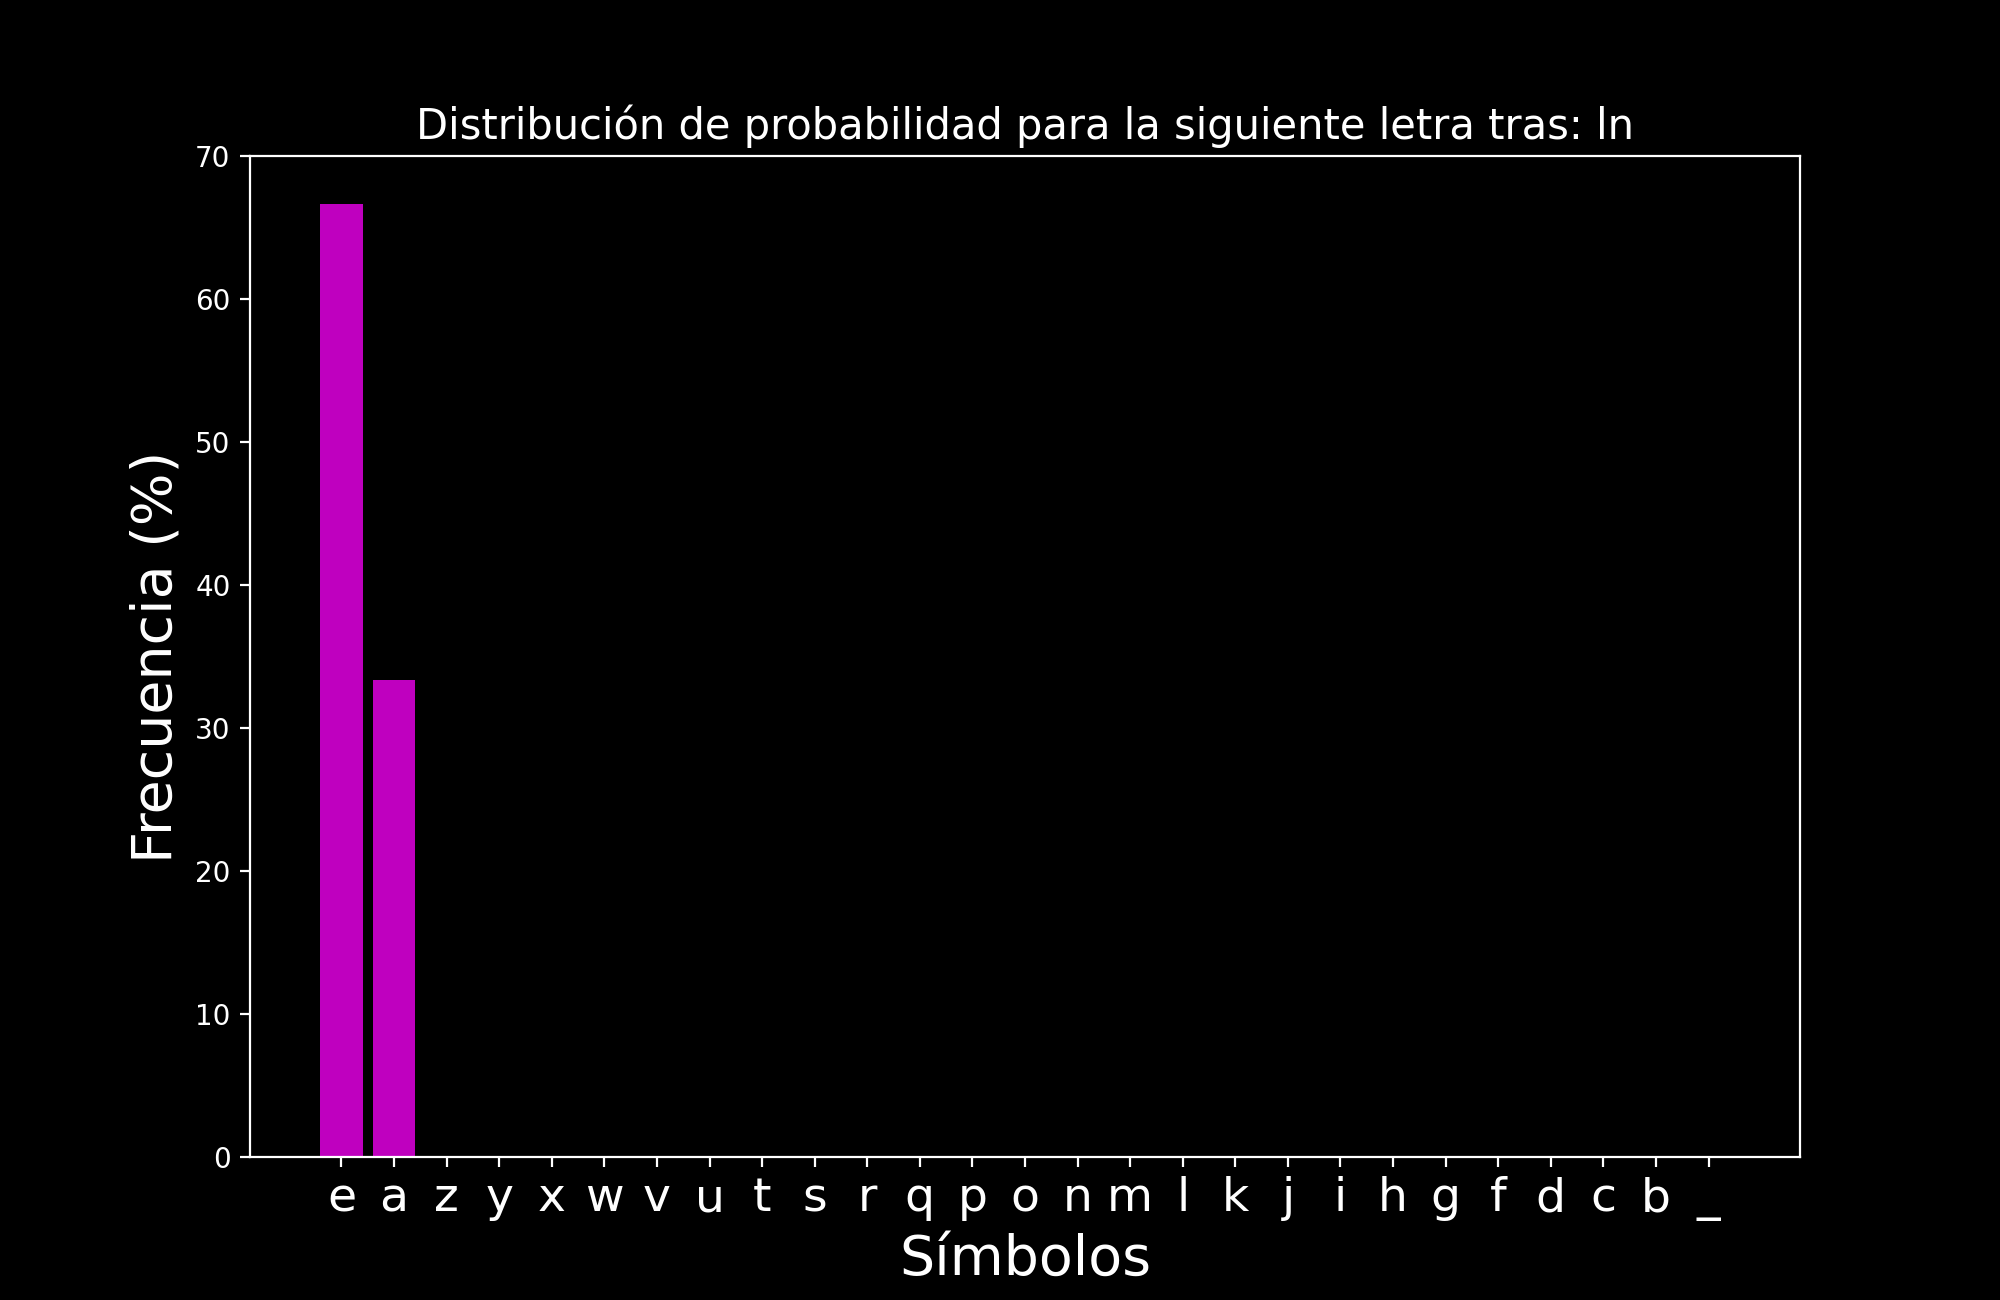 Distribución de probabilidad para la siguiente letra tras: ln
70
60
50
40
30
20
10
0
Frecuencia (%)
e a z y x w v u t s r q p o n m l k j i h g f d c b _
Símbolos